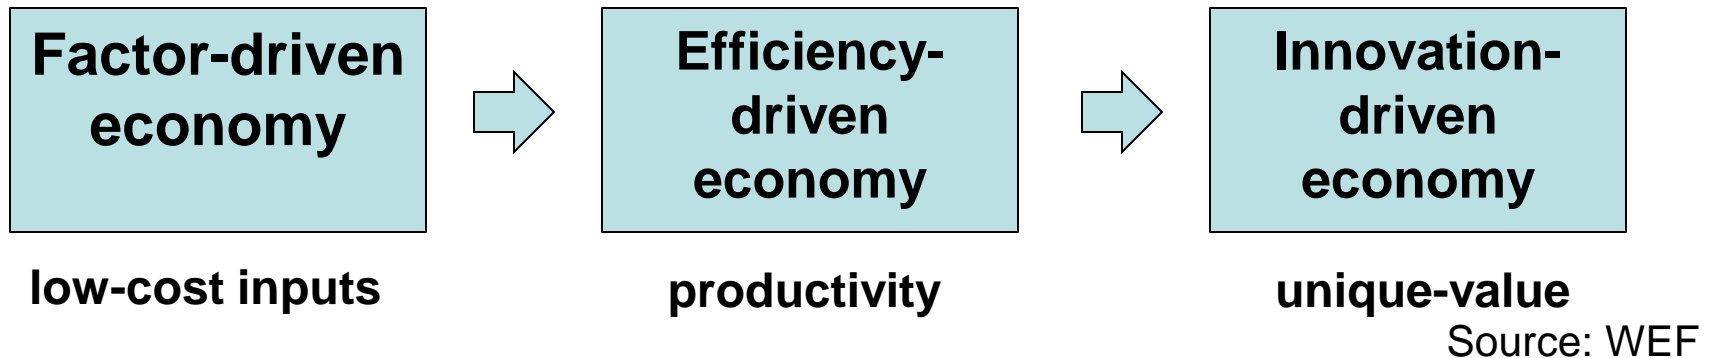 Factor-driven
economy
Efficiency-
driven
economy
Innovation-
driven
economy
low-cost inputs
productivity
unique-value
Source: WEF